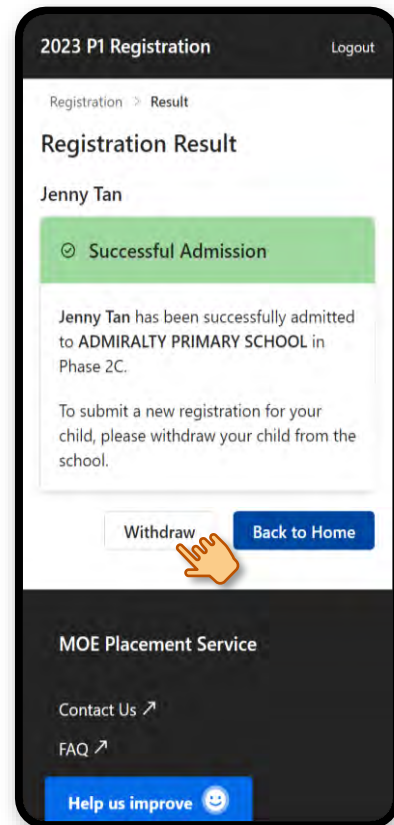 2023 P1 Registration Logout
Registration > Result
Registration Result
Jenny Tan
Successful Admission
Jenny Tan has been successfully admitted
to ADMIRALTY PRIMARY SCHOOL in
Phase 2C.
To submit a new registration for your
child, please withdraw your child from the
school.
Withdraw Back to Home
MOE Placement Service
Contact Us ↗
FAQ ↗
Help us improve